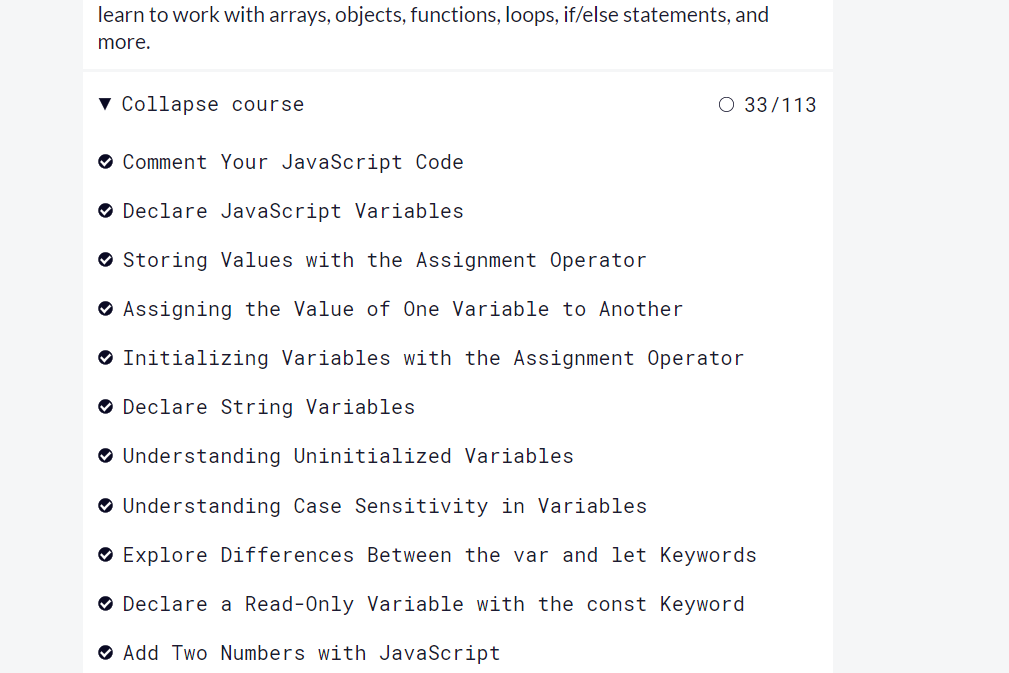 learn to work with arrays, objects, functions, loops, if/else statements, and
more.
Collapse course 33/113
Comment Your JavaScript Code
Declare JavaScript Variables
Storing Values with the Assignment Operator
Assigning the Value of One Variable to Another
Initializing Variables with the Assignment Operator
Declare String Variables
Understanding Uninitialized Variables
Understanding Case Sensitivity in Variables
Explore Differences Between the var and let Keywords
Declare a Read-Only Variable with the const Keyword
Add Two Numbers with JavaScript